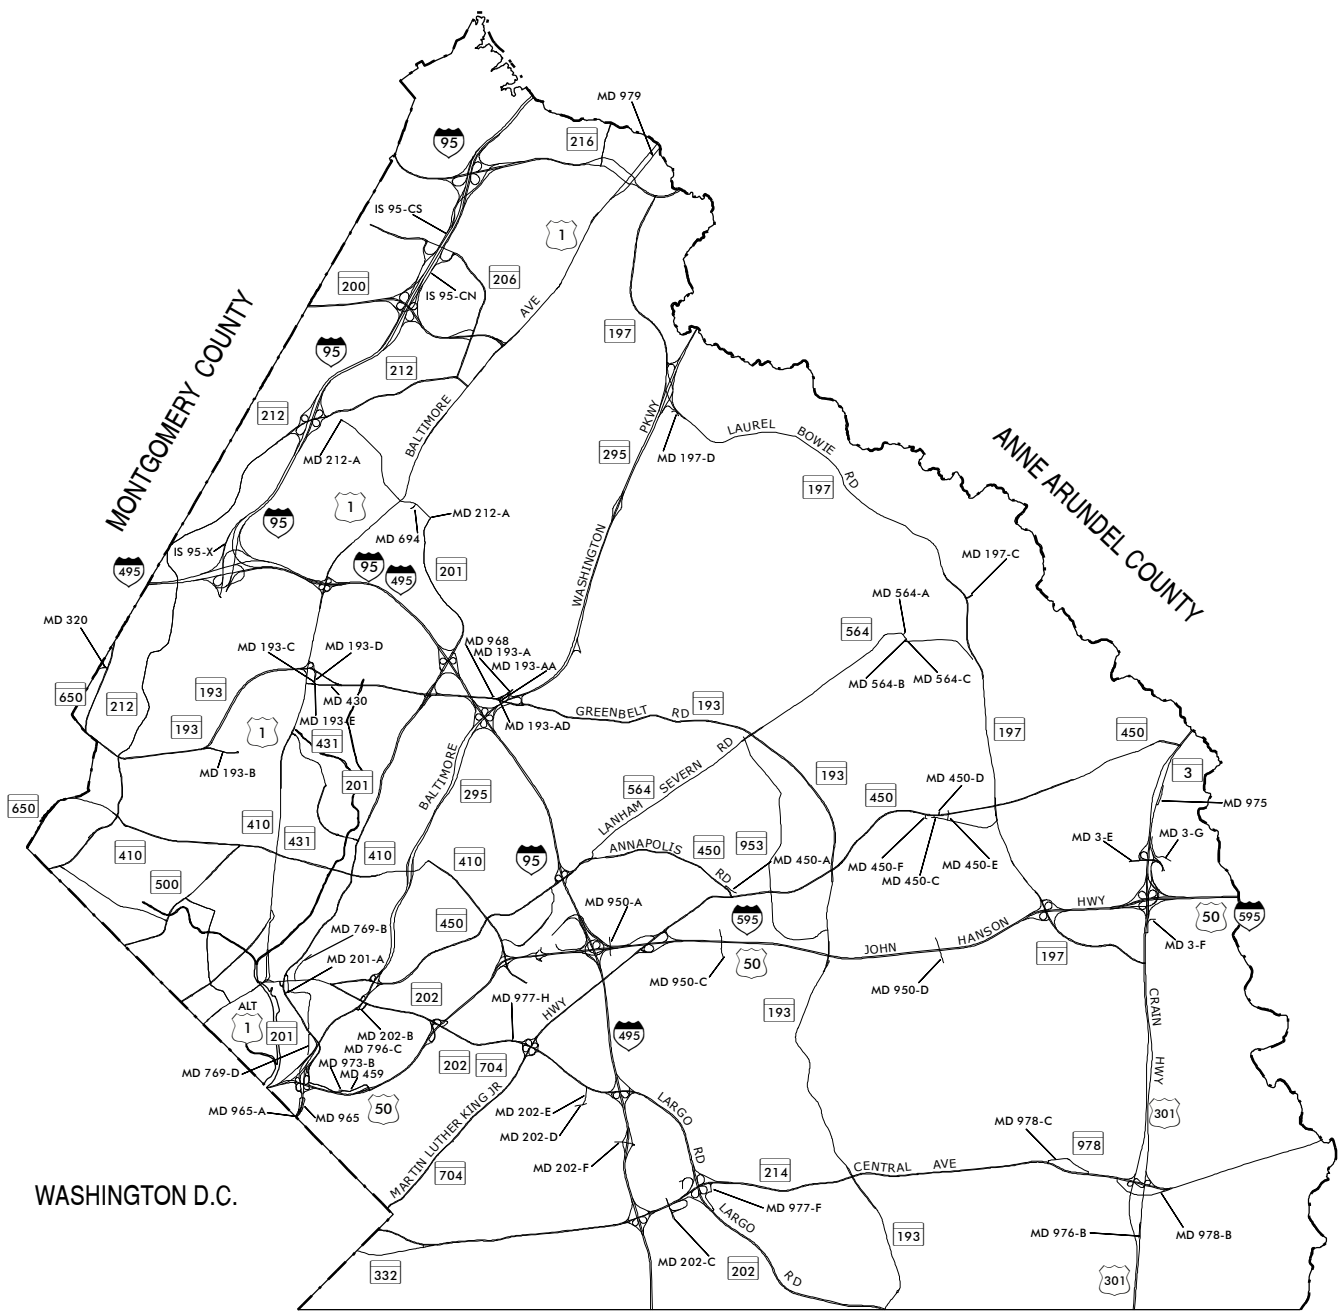 MD 979
95
216
IS 95-CS
1
206
200
IS 95-CN
AVE
197
95
212
MONTGOMERY COUNTY
212
BALTIMORE
PKWY
LAUREL BOWIE RD
ANNE ARUNDEL COUNTY
MD 212-A
295
MD 197-D
197
1
95
MD 212-A
MD 694
IS 95-X
495
95
495
201
WASHINGTON
MD 197-C
MD 564-A
MD 320
564
MD 193-C
MD 193-D
MD 968
MD 193-A
MD 193-AA
MD 564-B
MD 564-C
650
212
193
MD 430
MD 193-E
193
1
431
MD 193-AD
GREENBELT RD
193
197
450
MD 193-B
201
BALTIMORE
295
LANHAM SEVERN RD
564
193
MD 450-D
450
3
MD 975
650
410
431
410
410
500
410
95
ANNAPOLIS RD
450
953
MD 450-A
MD 450-F
MD 450-C
MD 450-E
MD 3-E
MD 3-G
HWY
50
595
MD 3-F
MD 769-B
450
MD 950-A
595
50
MD 950-C
JOHN HANSON
MD 950-D
197
MD 201-A
202
MD 977-H
HWY
193
CRAIN HWY
ALT
1
201
MD 202-B
MD 796-C
MD 973-B
MD 459
MD 769-D
202
704
495
MD 965-A
MD 965
50
MD 202-E
MD 202-D
LARGO RD
MARTIN LUTHER KING JR
301
MD 978-C
978
MD 202-F
704
214
CENTRAL AVE
WASHINGTON D.C.
MD 977-F
LARGO RD
193
MD 976-B
MD 978-B
MD 202-C
202
332
301